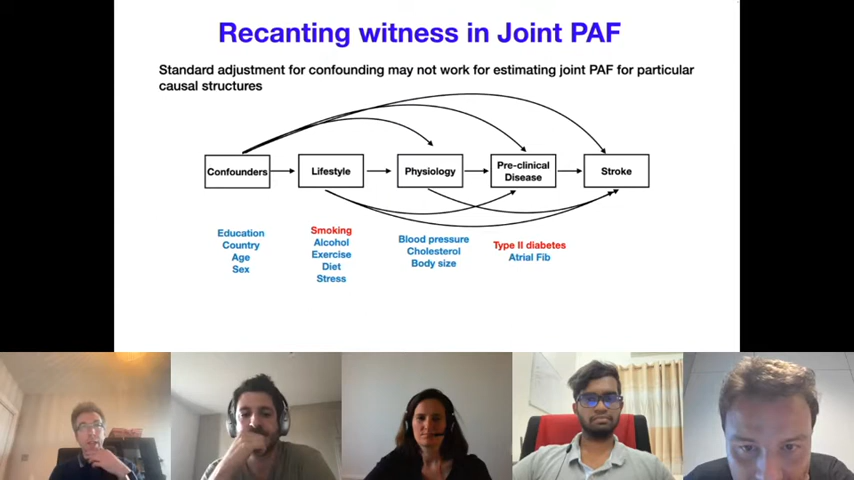 Recanting witness in Joint PAF
Standard adjustment for confounding may not work for estimating joint PAF for particular
causal structures
Confounders
Lifestyle
Physiology
Pre-clinical
Disease
Stroke
Education
Country
Age
Sex
Smoking
Alcohol
Exercise
Diet
Stress
Blood pressure
Cholesterol
Body size
Type II diabetes
Atrial Fib